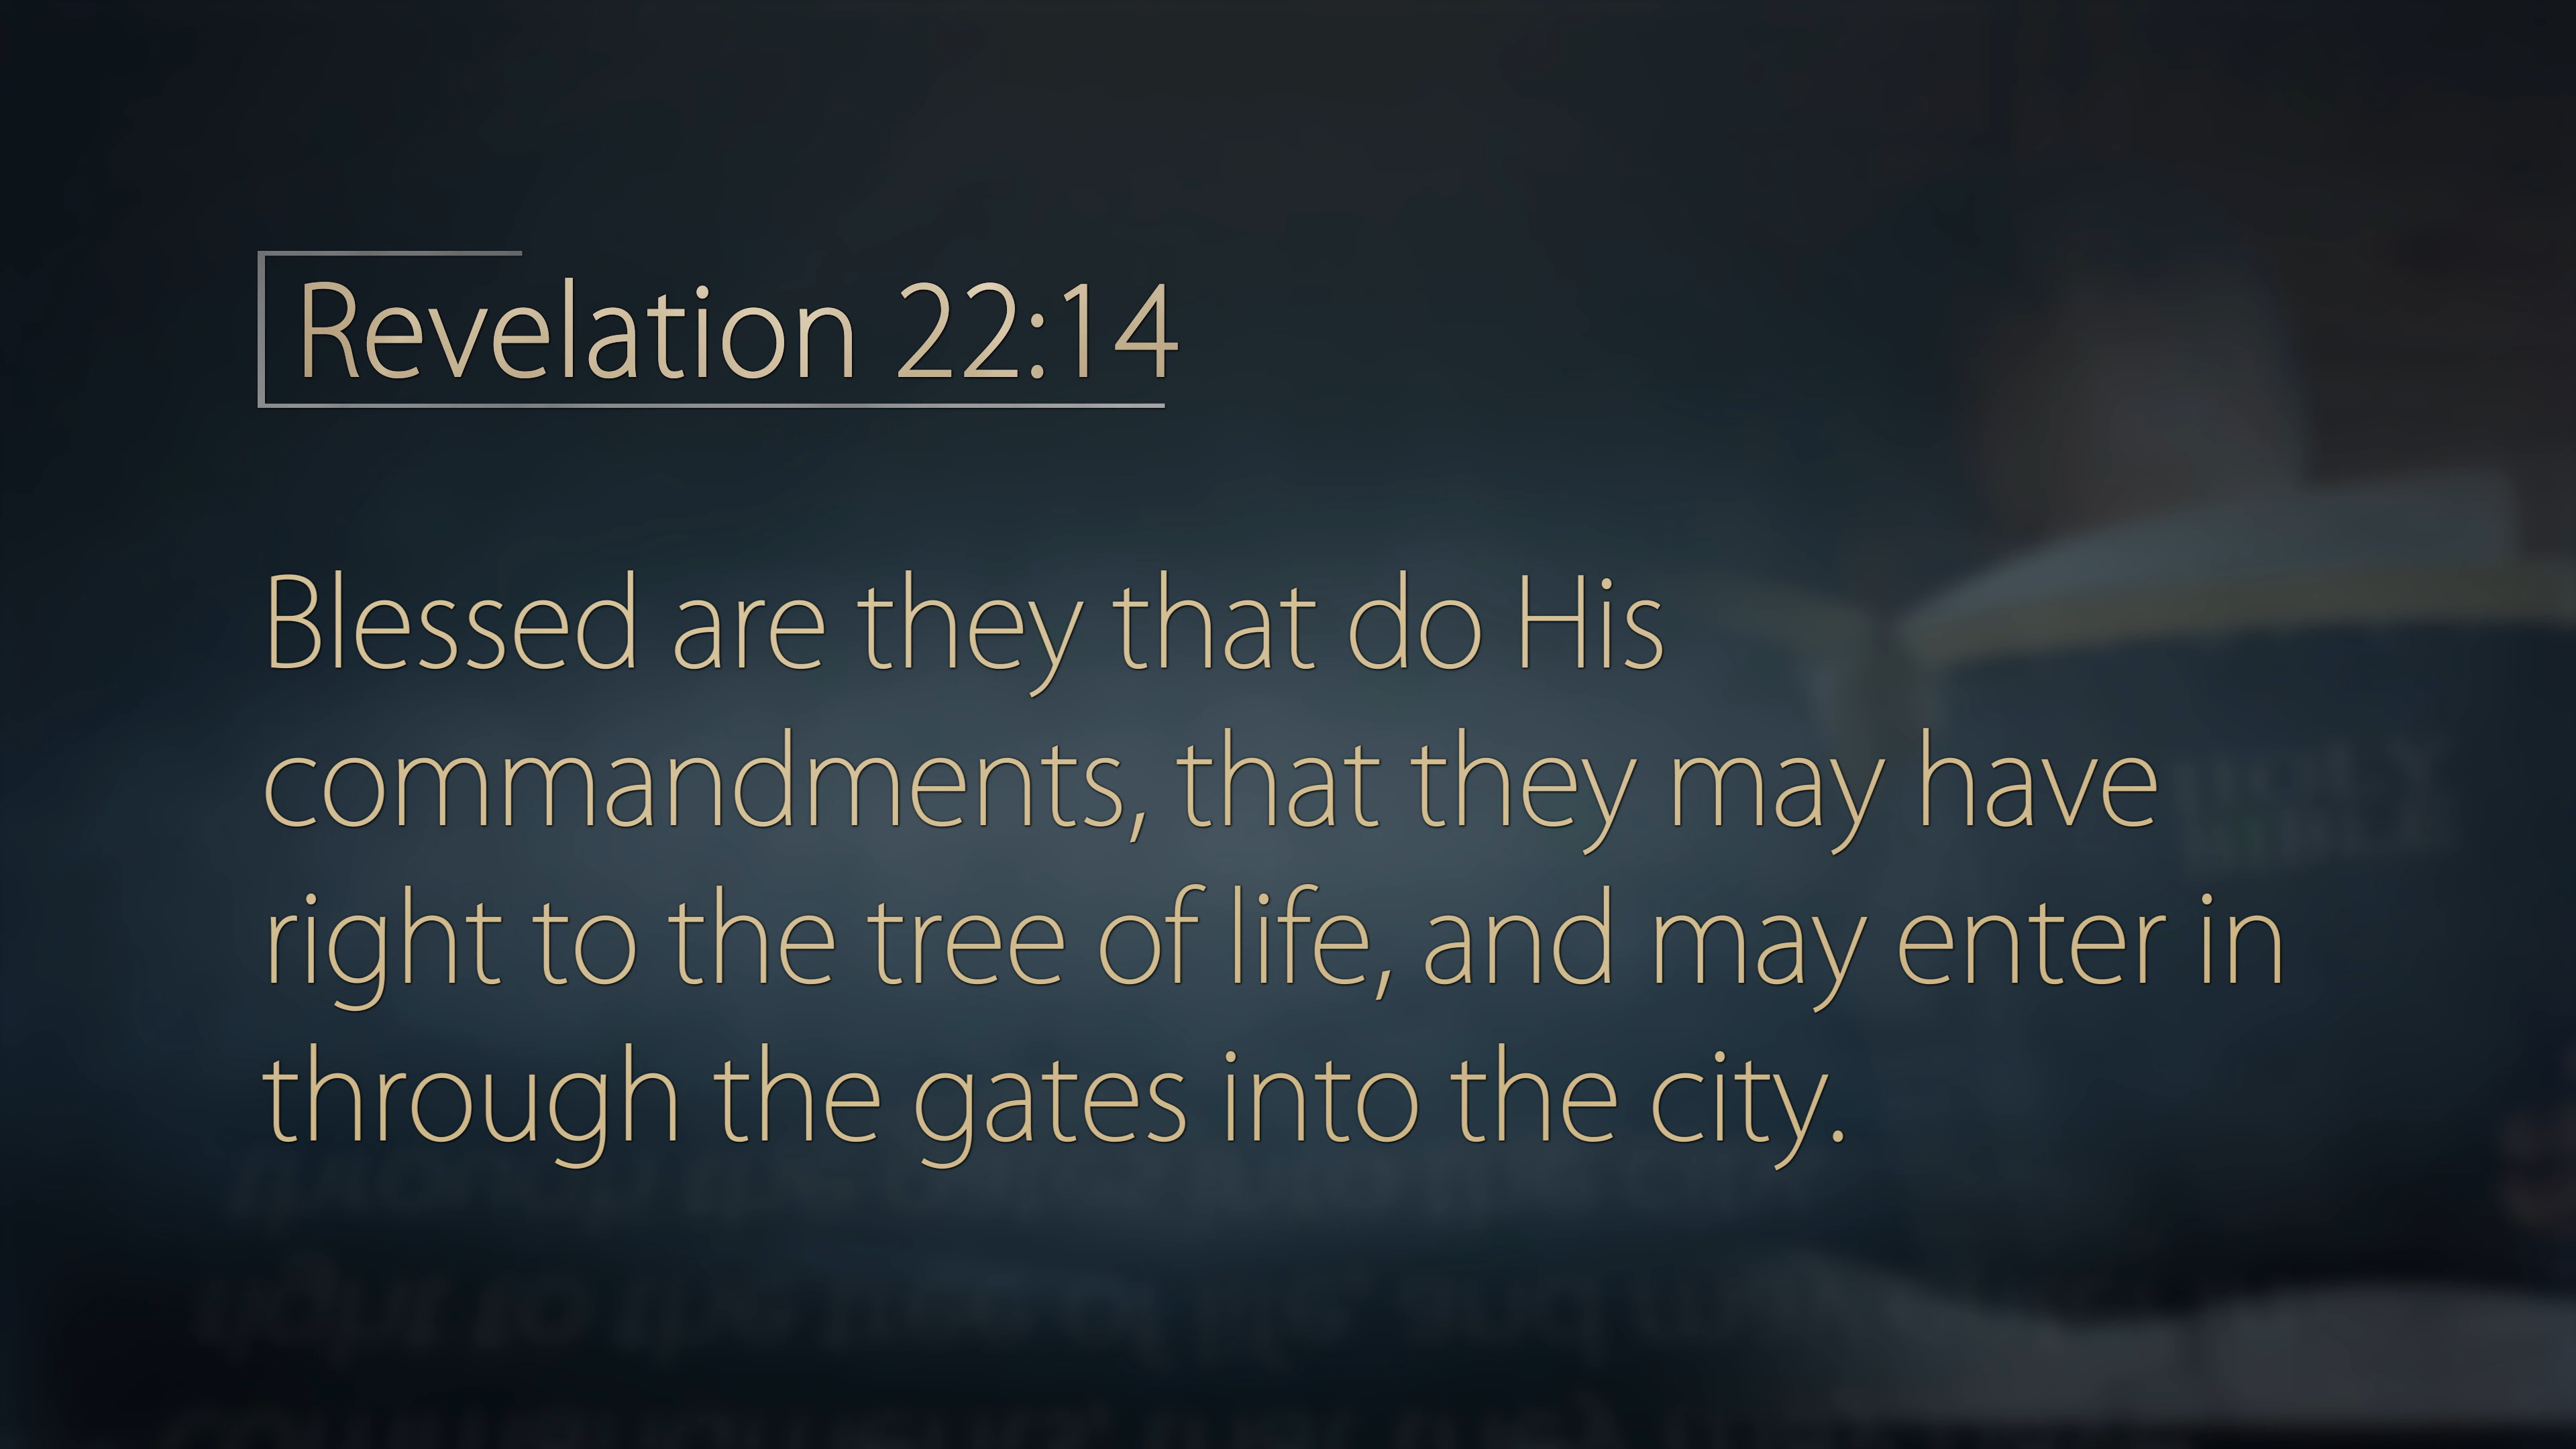 Revelation 22:14
Blessed are they that do His
commandments, that they may have
right to the tree of life, and may enter in
through the gates into the city.